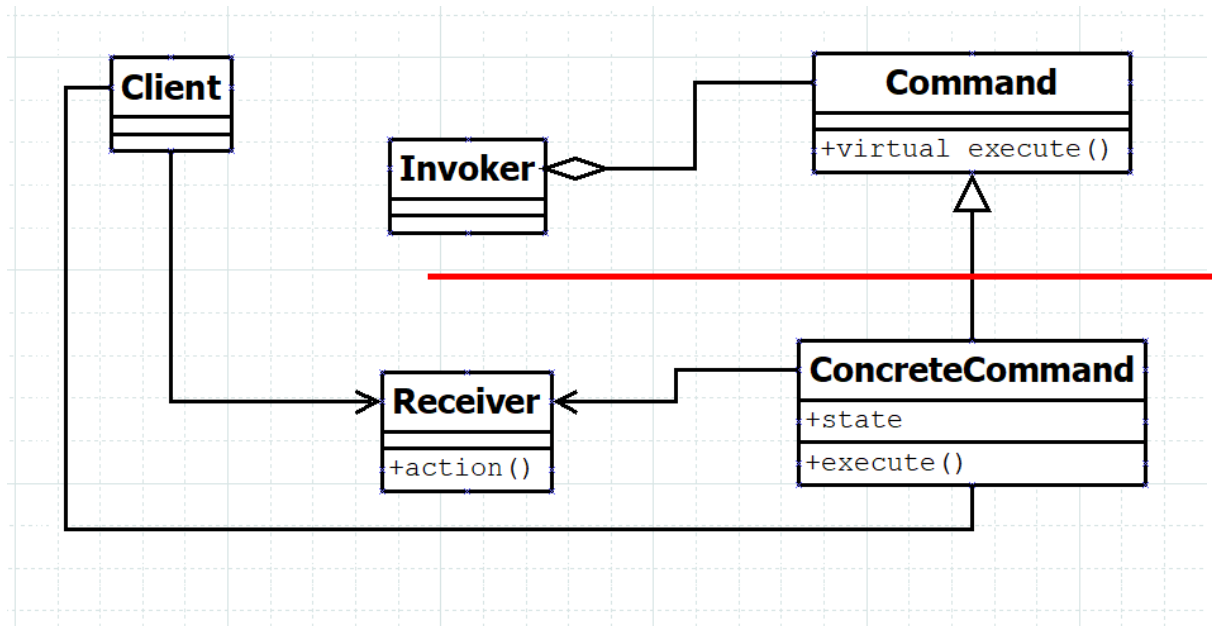 Client
Command
+virtual execute()
Invoker
ConcreteCommand
+state
+execute()
Receiver
+action()